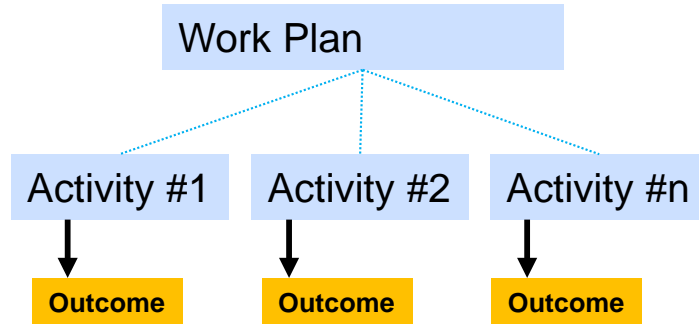 Work Plan
Activity #1
Activity #2
Activity #n
Outcome
Outcome
Outcome